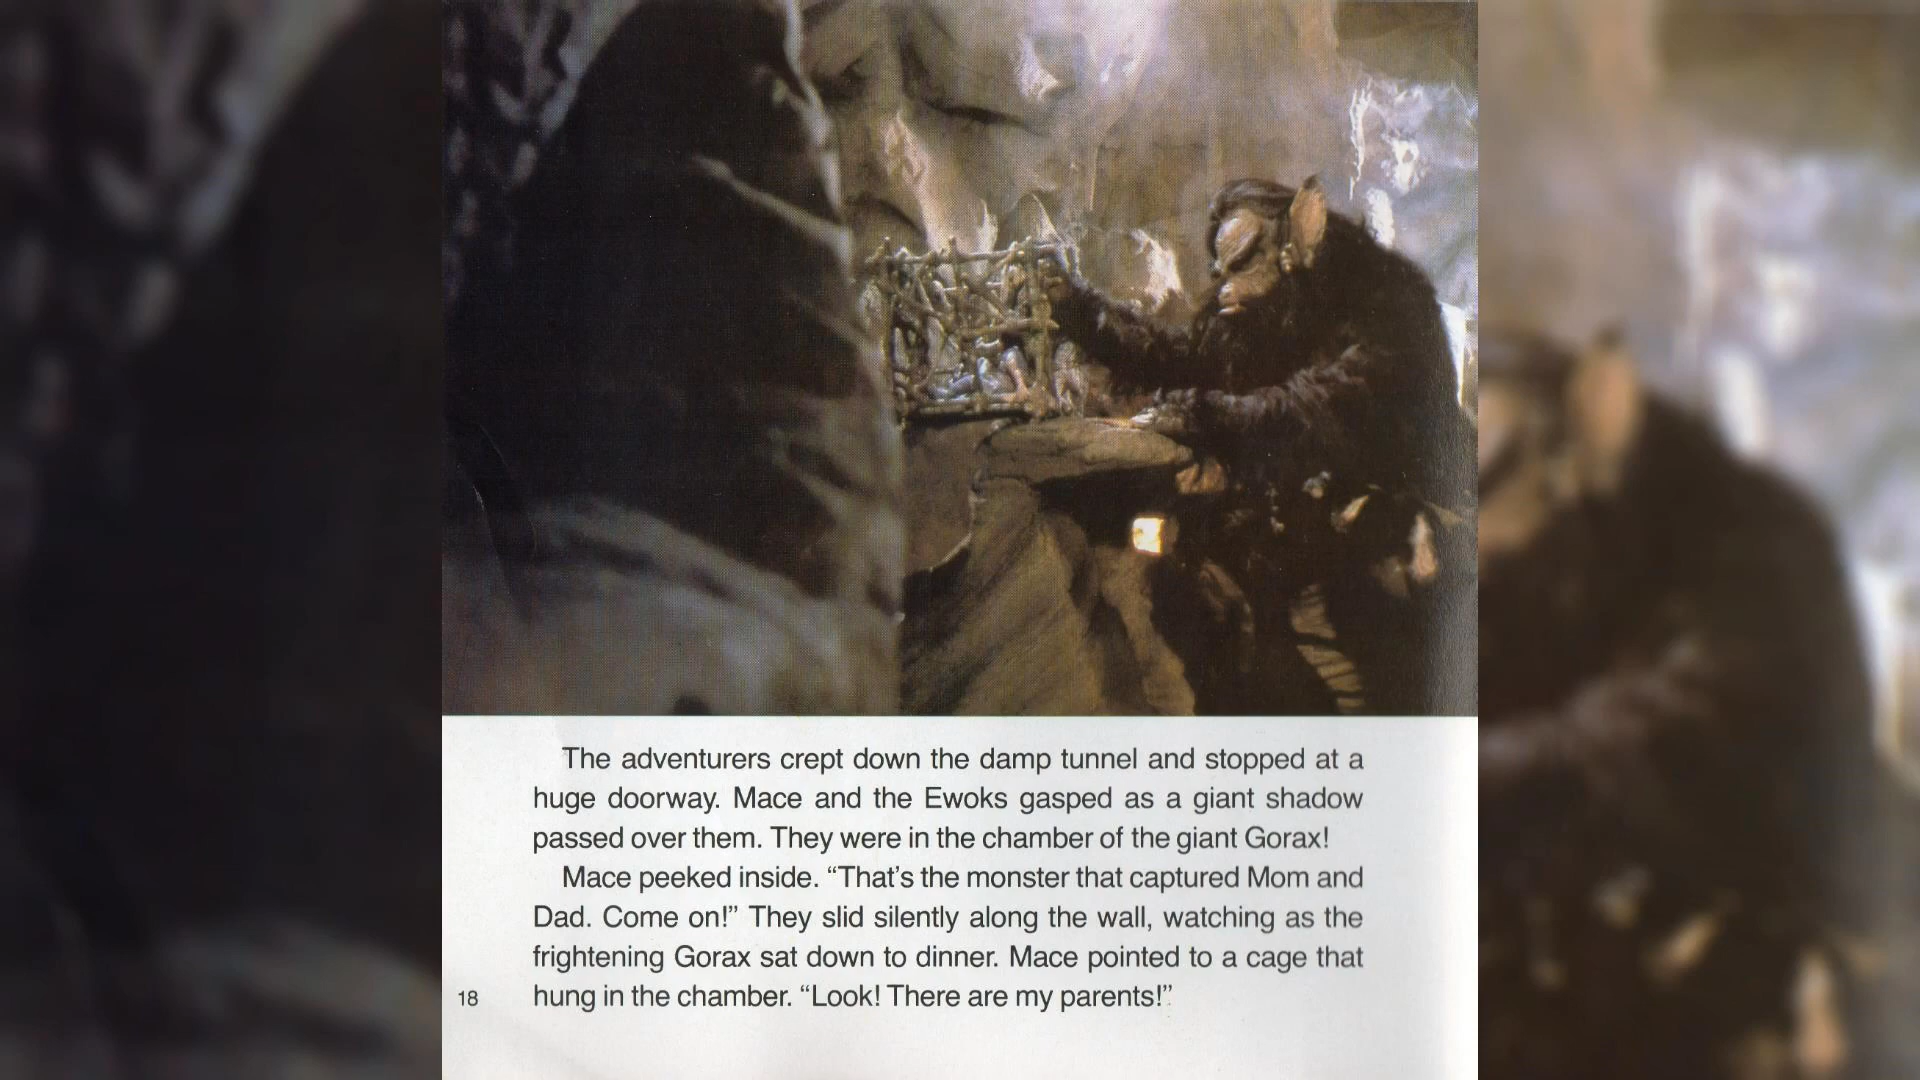 The adventurers crept down the damp tunnel and stopped at a
huge doorway. Mace and the Ewoks gasped as a giant shadow
passed over them. They were in the chamber of the giant Gorax!
Mace peeked inside. “That’s the monster that captured Mom and
Dad. Come on!” They slid silently along the wall, watching as the
frightening Gorax sat down to dinner. Mace pointed to a cage that
hung in the chamber. “Look! There are my parents!”
18